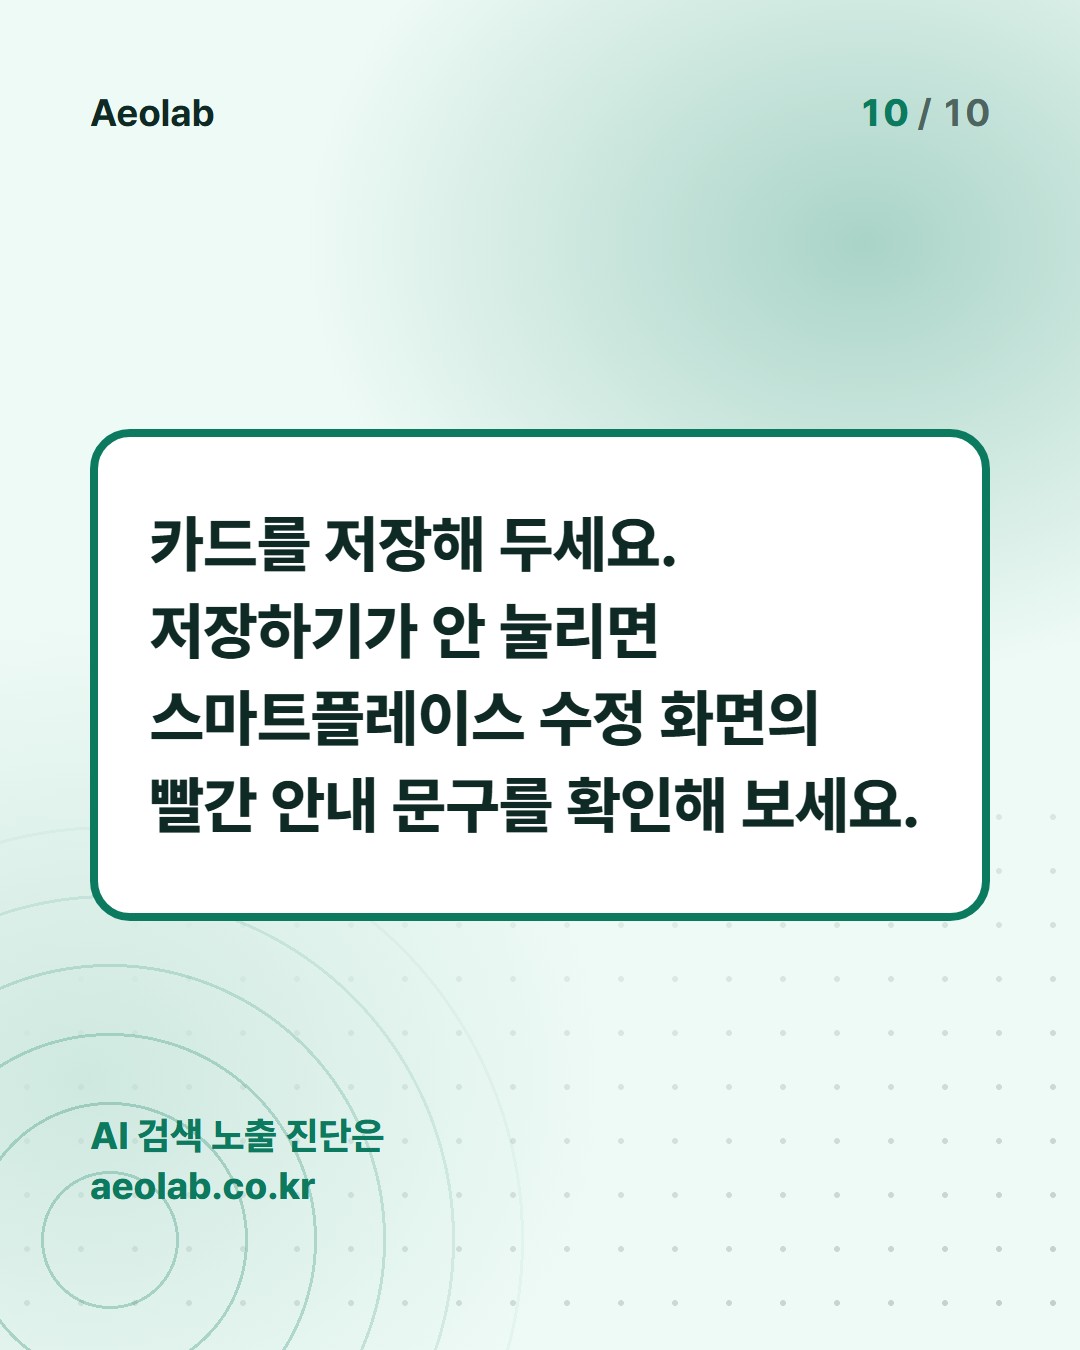 Aeolab
10 / 10
카드를 저장해 두세요.
저장하기가 안 눌리면
스마트플레이스 수정 화면의
빨간 안내 문구를 확인해 보세요.
AI 검색 노출 진단은
aeolab.co.kr